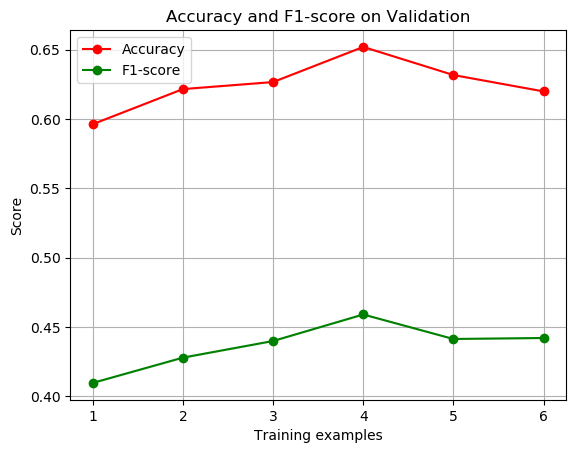 Accuracy and F1-score on Validation
Accuracy
F1-score
0.65
0.60
0.55
0.50
0.45
0.40
Score
1 2 3 4 5 6
Training examples